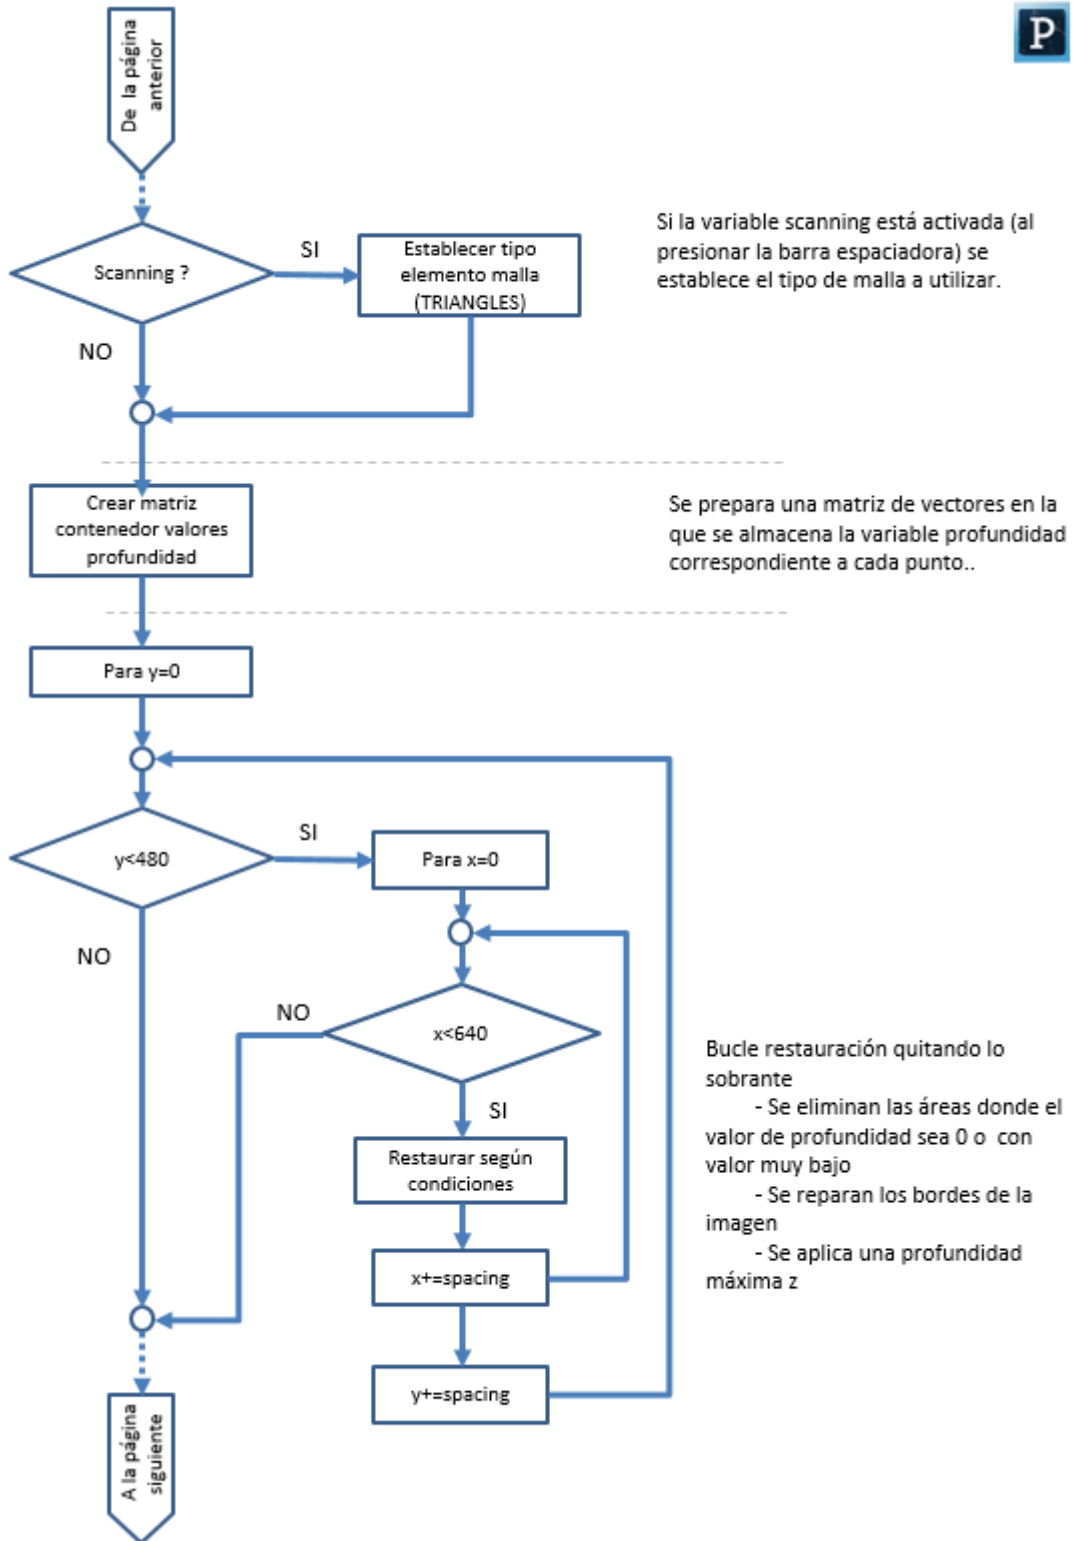 P
De la página
anterior
Scanning ?
SI
Establecer tipo
elemento malla
(TRIANGLES)
Si la variable scanning está activada (al
presionar la barra espaciadora) se
establece el tipo de malla a utilizar.
NO
Crear matriz
contenedor valores
profundidad
Se prepara una matriz de vectores en la
que se almacena la variable profundidad
correspondiente a cada punto..
Para y=0
y<480
SI
Para x=0
NO
NO
x<640
SI
Restaurar según
condiciones
x+=spacing
y+=spacing
Bucle restauración quitando lo
sobrante
- Se eliminan las áreas donde el
valor de profundidad sea 0 o con
valor muy bajo
- Se reparan los bordes de la
imagen
- Se aplica una profundidad
máxima z
A la página
siguiente